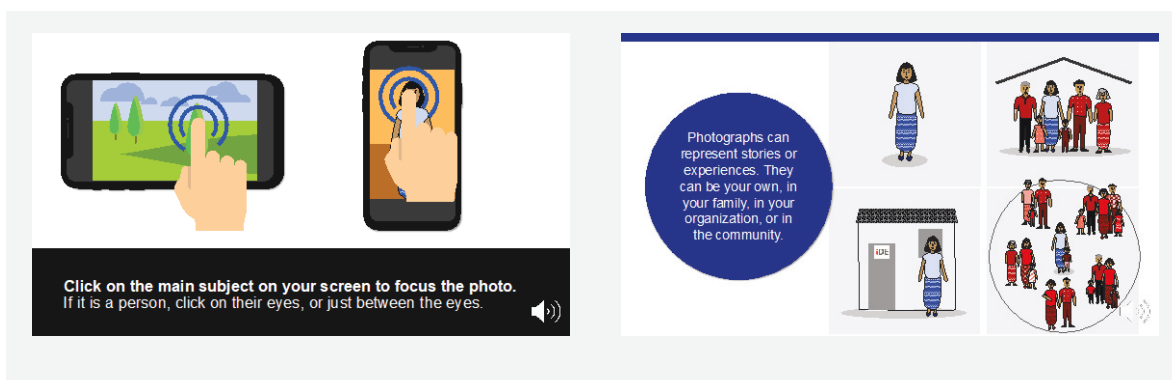 Click on the main subject on your screen to focus the photo.
If it is a person, click on their eyes, or just between the eyes.
Photographs can
represent stories or
experiences. They
can be your own, in
your family, in your
organization, or in
the community.
iDE